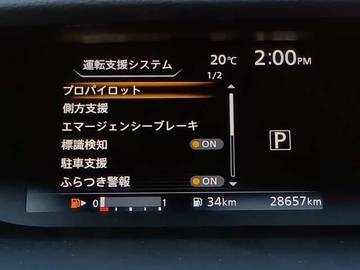 運転支援システム
20℃
2:00PM
1/2
プロパイロット
側方支援
エマージェンシーブレーキ
標識検知 ON
P
駐車支援
ふらつき警報 ON
0 1
34km
28657km